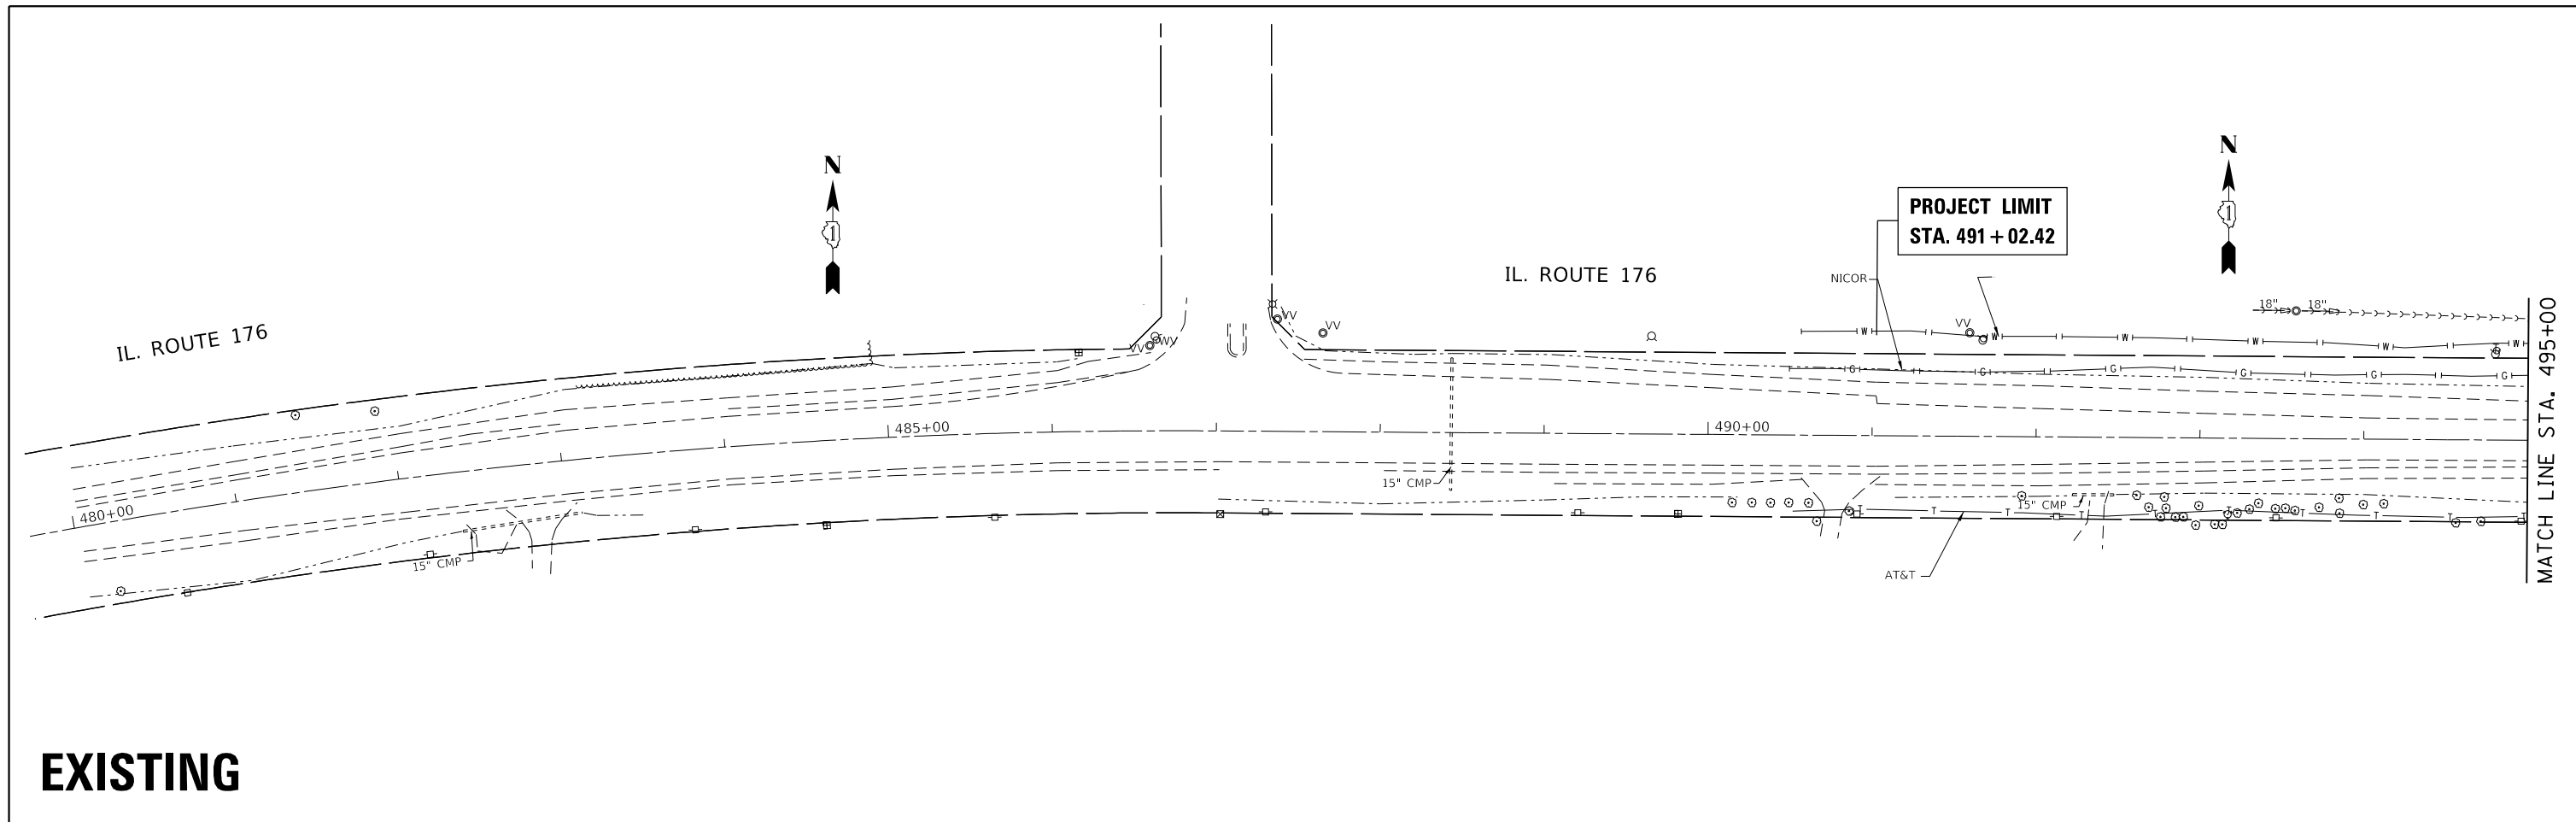 N
N
PROJECT LIMIT
STA. 491+02.42
IL. ROUTE 176
IL. ROUTE 176
NICOR
18" 18"
VV
VV
VV
VV
W W W W W W
G G G G G G
MATCH LINE STA. 495+00
480+00
485+00
490+00
15" CMP
15" CMP
15" CMP
T T T T T T T T T
AT&T
EXISTING